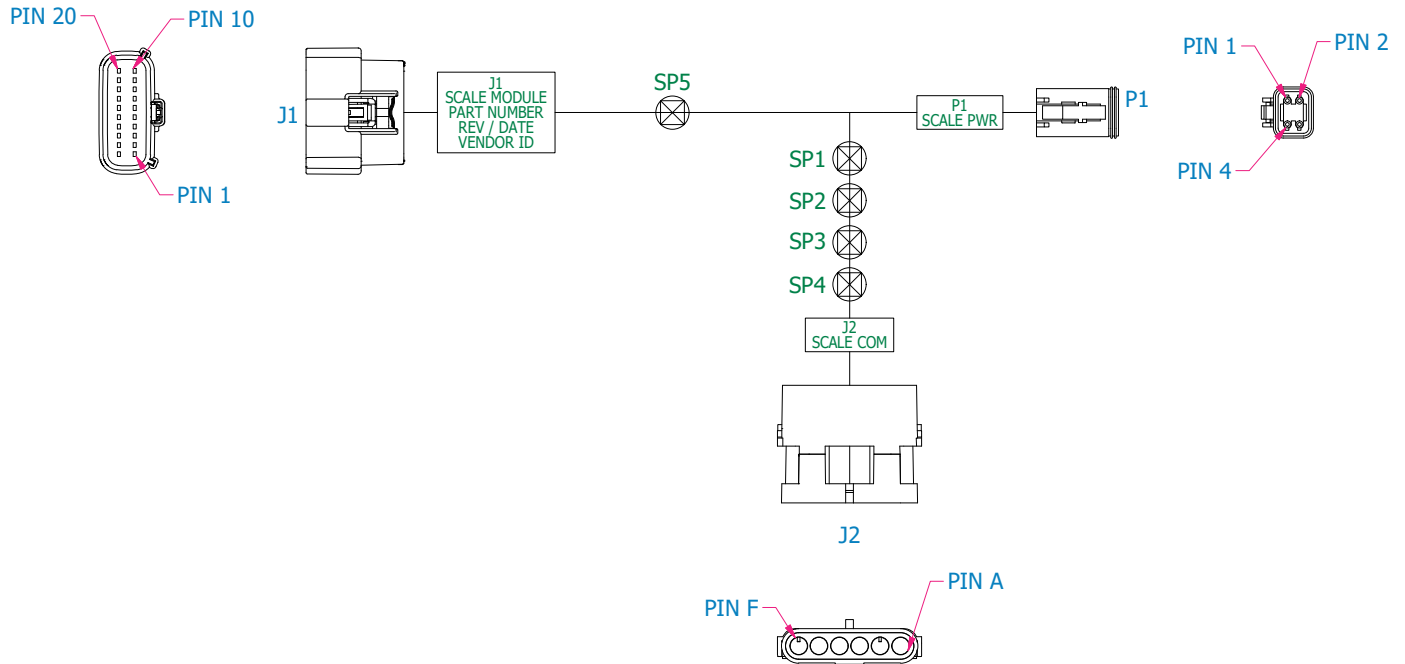 PIN 20
PIN 10
PIN 1
J1
J1
SCALE MODULE
PART NUMBER
REV / DATE
VENDOR ID
SP5
P1
SCALE PWR
P1
PIN 1
PIN 2
PIN 4
SP1
SP2
SP3
SP4
J2
SCALE COM
J2
PIN F
PIN A